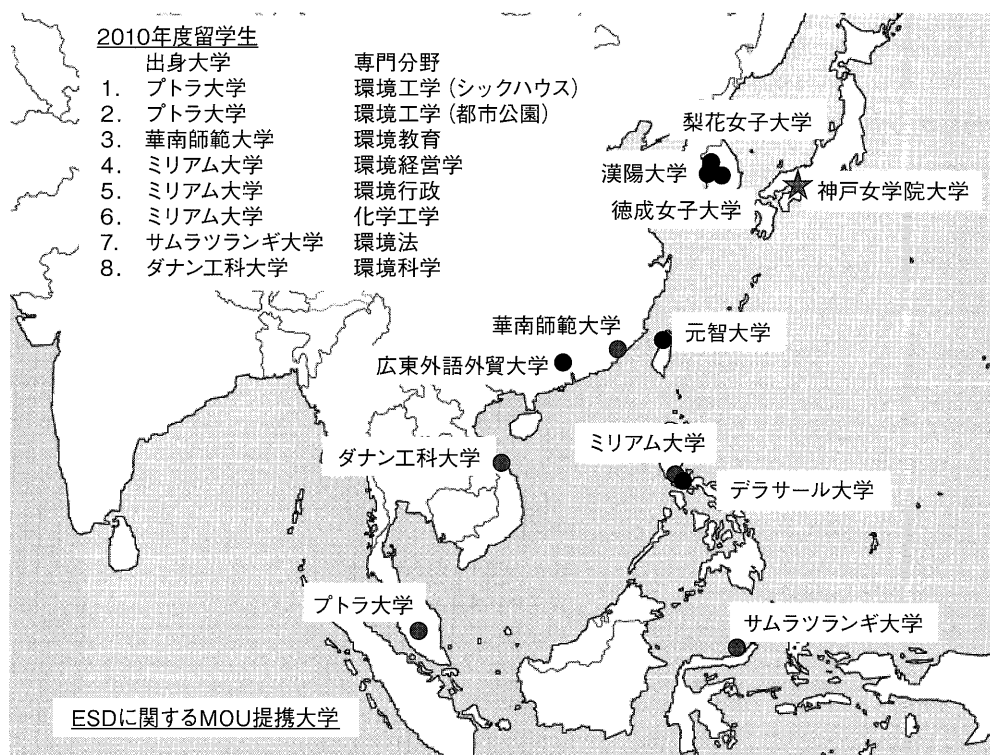 2010年度留学生
出身大学 専門分野
1. プトラ大学 環境工学（シックハウス）
2. プトラ大学 環境工学（都市公園）
3. 華南師範大学 環境教育
4. ミリアム大学 環境経営学
5. ミリアム大学 環境行政
6. ミリアム大学 化学工学
7. サムラツランギ大学 環境法
8. ダナン工科大学 環境科学
梨花女子大学
漢陽大学
神戸女学院大学
徳成女子大学
華南師範大学
元智大学
広東外語外貿大学
ミリアム大学
ダナン工科大学
デラサール大学
プトラ大学
サムラツランギ大学
ESDに関するMOU提携大学